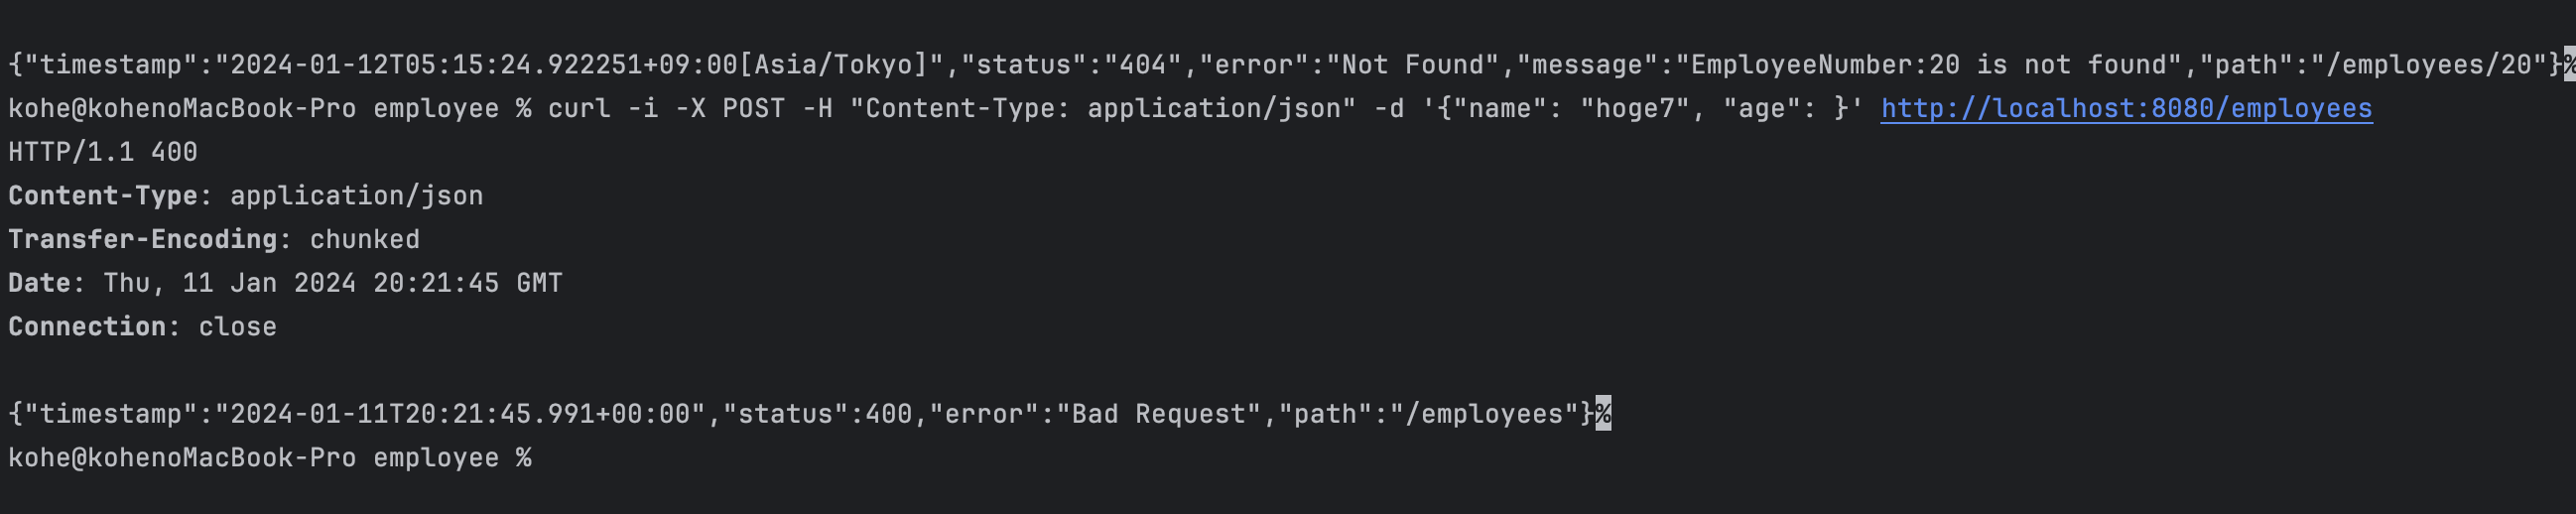 {"timestamp":"2024-01-12T05:15:24.922251+09:00[Asia/Tokyo]","status":"404","error":"Not Found","message":"EmployeeNumber:20 is not found","path":"/employees/20"}%
kohe@kohenoMacBook-Pro employee % curl -i -X POST -H "Content-Type: application/json" -d '{"name": "hoge7", "age": }' http://localhost:8080/employees
HTTP/1.1 400
Content-Type: application/json
Transfer-Encoding: chunked
Date: Thu, 11 Jan 2024 20:21:45 GMT
Connection: close
{"timestamp":"2024-01-11T20:21:45.991+00:00","status":400,"error":"Bad Request","path":"/employees"}%
kohe@kohenoMacBook-Pro employee %